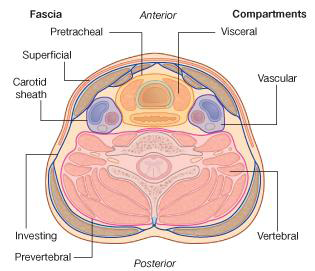 Fascia
Anterior
Compartments
Pretracheal
Visceral
Superficial
Carotid
sheath
Vascular
Investing
Vertebral
Prevertebral
Posterior